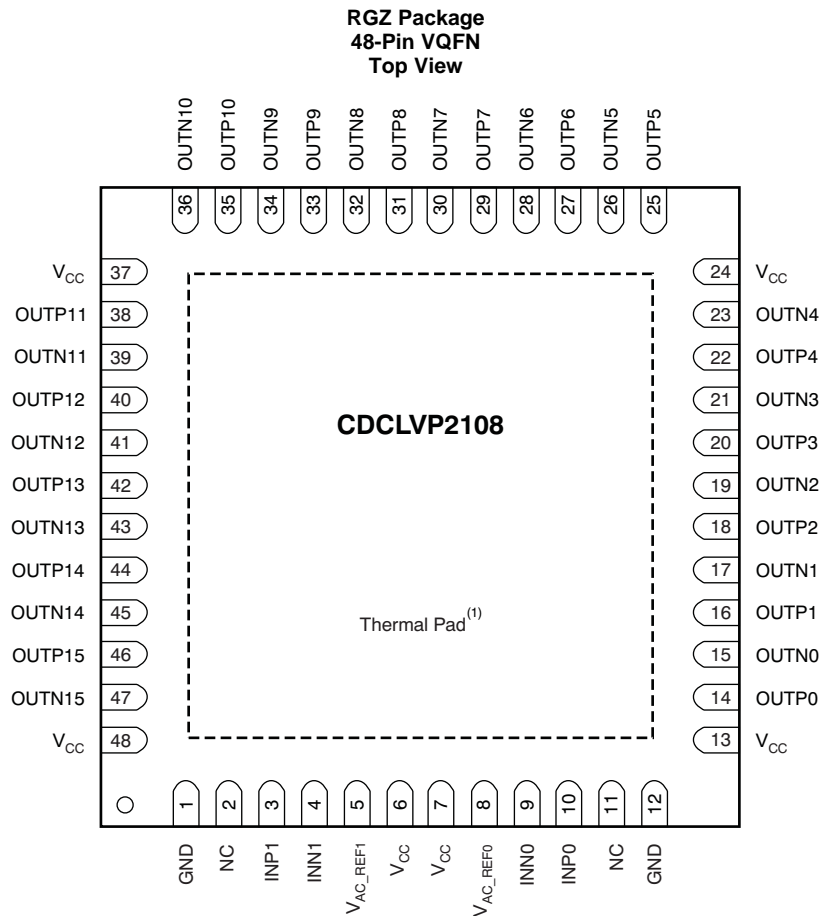 RGZ Package
48-Pin VQFN
Top View
OUTN10
OUTP10
OUTN9
OUTP9
OUTN8
OUTP8
OUTN7
OUTP7
OUTN6
OUTP6
OUTN5
OUTP5
36
35
34
33
32
31
30
29
28
27
26
25
VCC 37
OUTP11 38
OUTN11 39
OUTP12 40
OUTN12 41
OUTP13 42
OUTN13 43
OUTP14 44
OUTN14 45
OUTP15 46
OUTN15 47
VCC 48
CDCLVP2108
Thermal Pad(1)
24 VCC
23 OUTN4
22 OUTP4
21 OUTN3
20 OUTP3
19 OUTN2
18 OUTP2
17 OUTN1
16 OUTP1
15 OUTN0
14 OUTP0
13 VCC
1
2
3
4
5
6
7
8
9
10
11
12
GND
NC
INP1
INN1
VAC_REF1
VCC
VCC
VAC_REF0
INN0
INP0
NC
GND